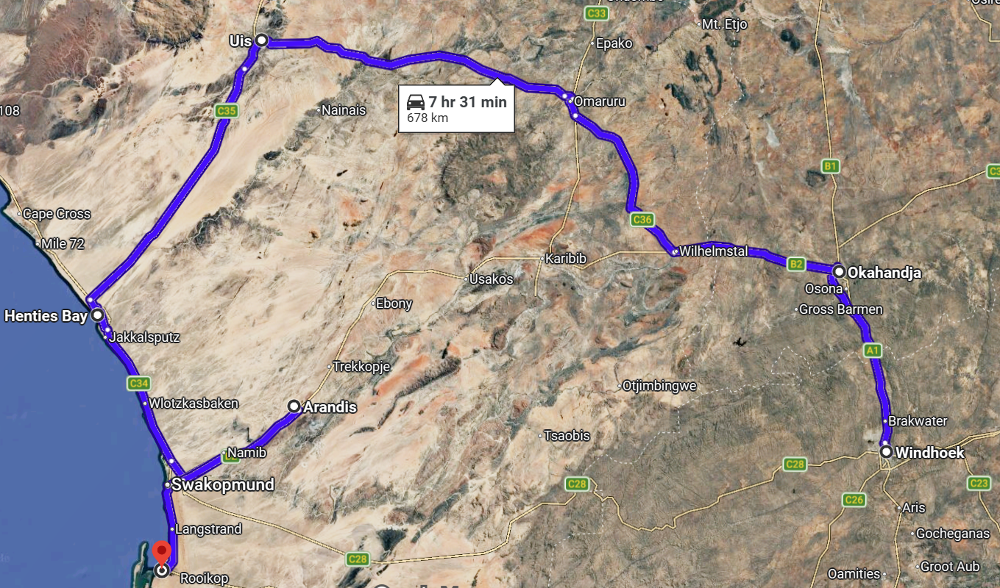 C33
Mt. Etjo
Uis
Epako
7 hr 31 min
678 km
Omaruru
108
C35
Nainais
B1
Cape Cross
C36
Mile 72
Wilhelmstal
Karibib
B2
Okahandja
Usakos
Osona
Ebony
Gross Barmen
Henties Bay
Jakkalsputz
A1
Trekkopje
C34
Otjimbingwe
Wlotzkasbaken
Arandis
Brakwater
Tsaobis
Namib
Windhoek
C28
Swakopmund
C28
C23
C26
Aris
Langstrand
Gocheganas
C28
Groot Aub
Oamities
Rooikop